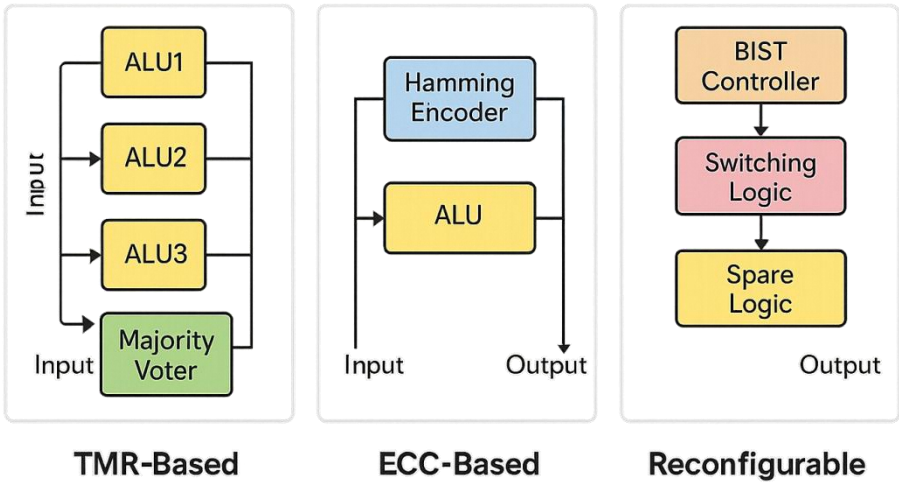 Input
ALU1
ALU2
ALU3
Majority
Voter
Input
TMR-Based
Hamming
Encoder
ALU
Input
Output
ECC-Based
BIST
Controller
Switching
Logic
Spare
Logic
Output
Reconfigurable